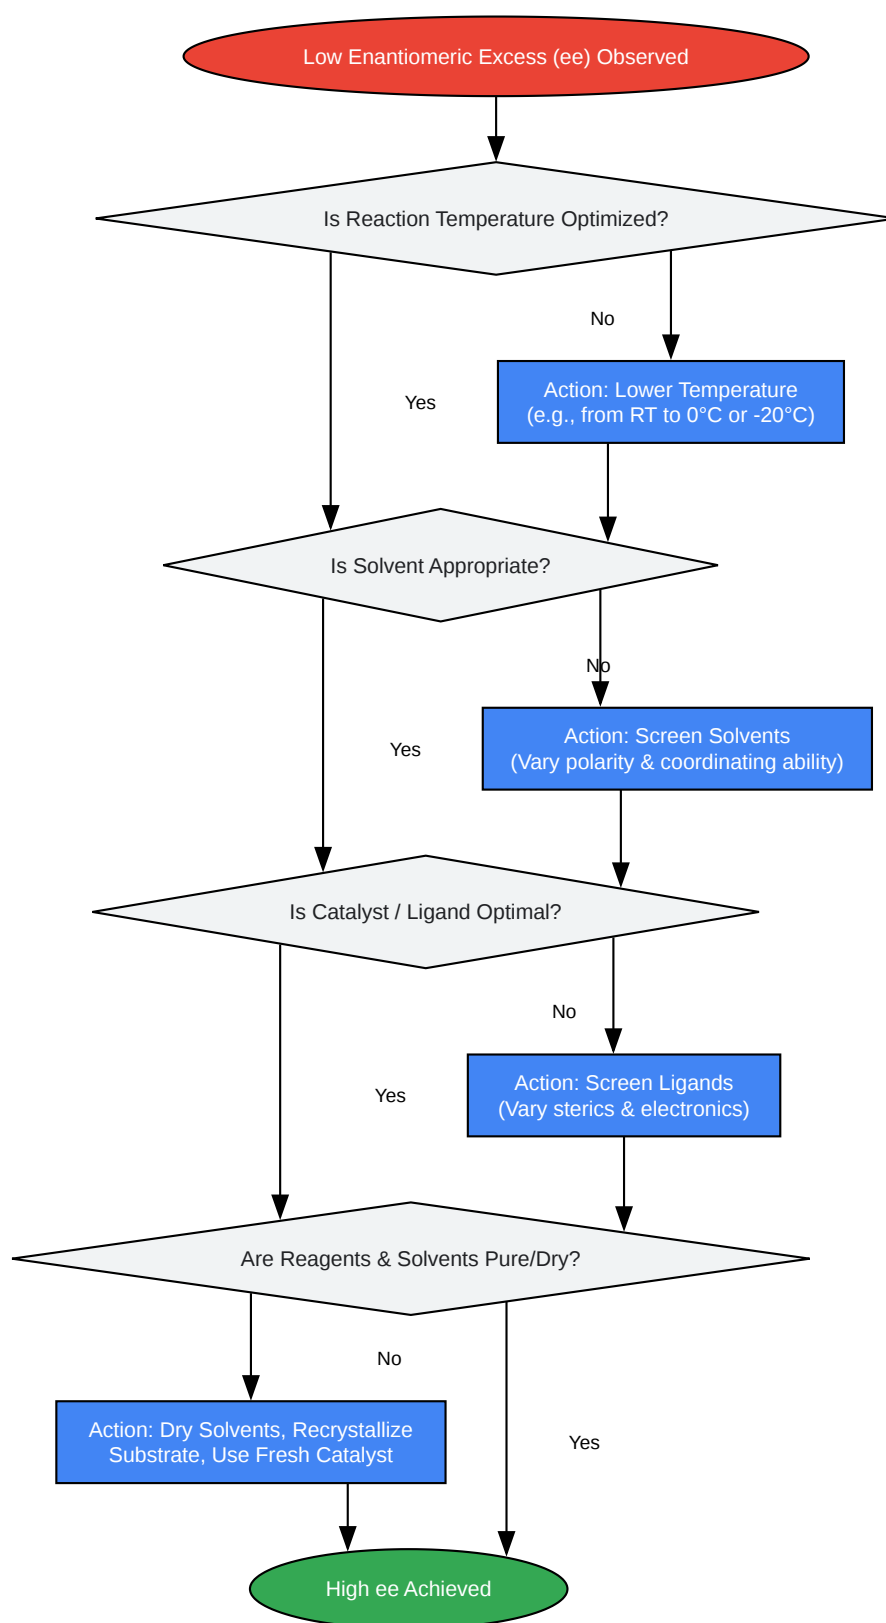 Low Enantiomeric Excess (ee) Observed
Is Reaction Temperature Optimized?
No
Action: Lower Temperature
(e.g., from RT to 0°C or -20°C)
Yes
Is Solvent Appropriate?
No
Action: Screen Solvents
(Vary polarity & coordinating ability)
Yes
Is Catalyst / Ligand Optimal?
No
Action: Screen Ligands
(Vary sterics & electronics)
Yes
Are Reagents & Solvents Pure/Dry?
No
Action: Dry Solvents, Recrystallize
Substrate, Use Fresh Catalyst
Yes
High ee Achieved